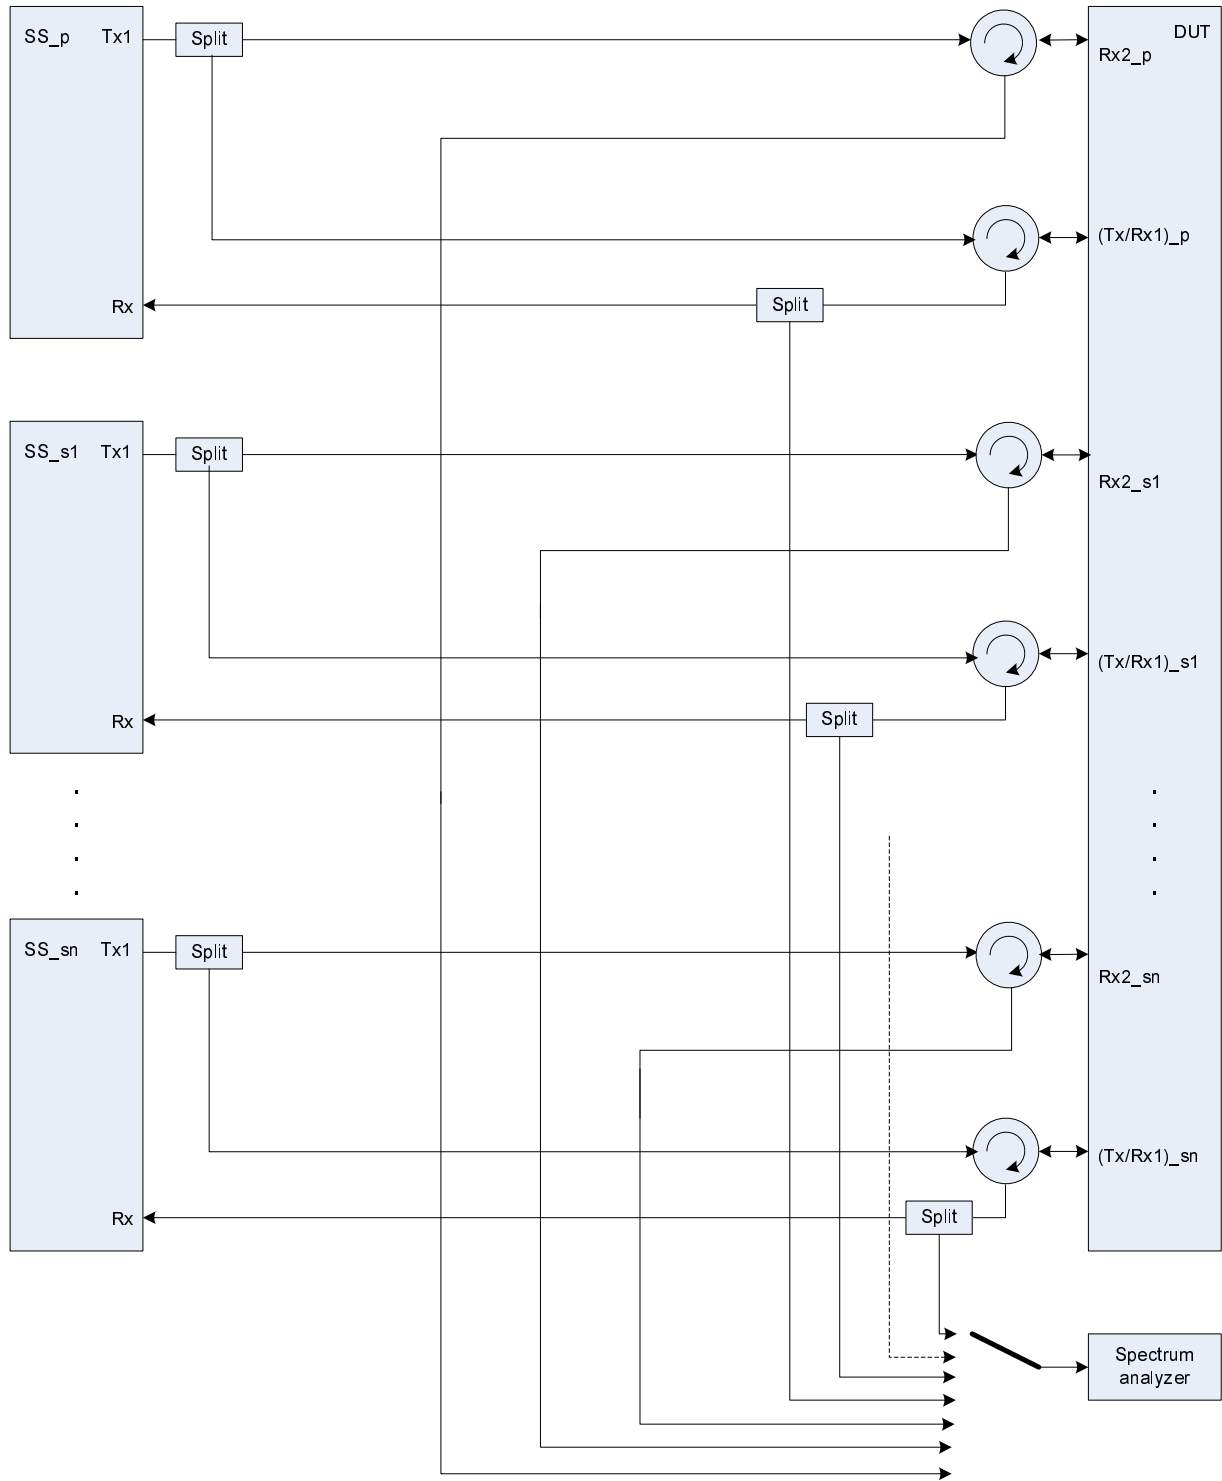 SS_p Tx1
Split
DUT
Rx2_p
(Tx/Rx1)_p
Rx
Split
SS_s1 Tx1
Split
Rx2_s1
(Tx/Rx1)_s1
Rx
Split
.
.
.
.
.
.
.
.
SS_sn Tx1
Split
Rx2_sn
(Tx/Rx1)_sn
Rx
Split
Spectrum
analyzer